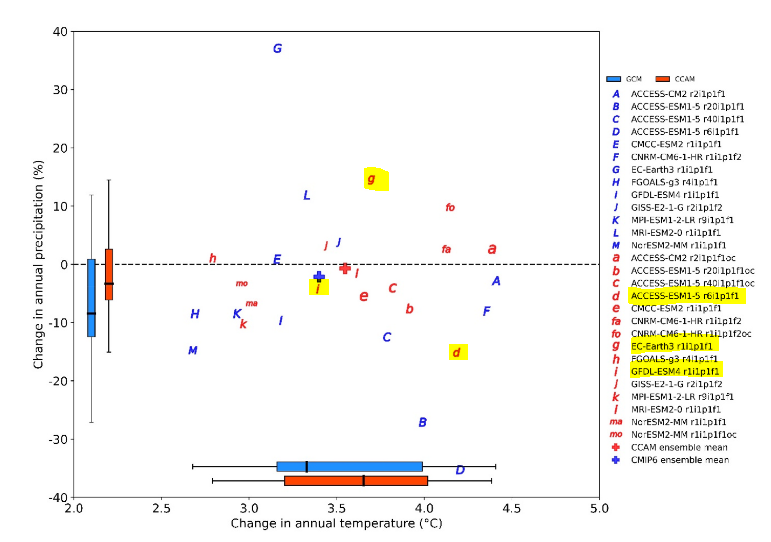 40
30
20
10
0
-10
-20
-30
-40
Change in annual precipitation (%)
2.0
2.5
3.0
3.5
4.0
4.5
5.0
Change in annual temperature (°C)
G
g
L
fo
J
j
fa
a
h
E
l
i
mo
C
e
A
ma
H
K
k
I
b
F
C
M
d
B
D
GCM
CCAM
A ACCESS-CM2 r2i1p1f1
B ACCESS-ESM1-5 r20i1p1f1
C ACCESS-ESM1-5 r40i1p1f1
D ACCESS-ESM1-5 r6i1p1f1
E CMCC-ESM2 r1i1p1f1
F CNRM-CM6-1-HR r1i1p1f2
G EC-Earth3 r1i1p1f1
H FGOALS-g3 r4i1p1f1
I GFDL-ESM4 r1i1p1f1
J GISS-E2-1-G r2i1p1f2
K MPI-ESM1-2-LR r9i1p1f1
L MRI-ESM2-0 r1i1p1f1
M NorESM2-MM r1i1p1f1
a ACCESS-CM2 r2i1p1f1oc
b ACCESS-ESM1-5 r20i1p1f1oc
c ACCESS-ESM1-5 r40i1p1f1oc
d ACCESS-ESM1-5 r6i1p1f1
e CMCC-ESM2 r1i1p1f1
fa CNRM-CM6-1-HR r1i1p1f2
fo CNRM-CM6-1-HR r1i1p1f2oc
g EC-Earth3 r1i1p1f1
h FGOALS-g3 r4i1p1f1
i GFDL-ESM4 r1i1p1f1
j GISS-E2-1-G r2i1p1f2
k MPI-ESM1-2-LR r9i1p1f1
l MRI-ESM2-0 r1i1p1f1
ma NorESM2-MM r1i1p1f1
mo NorESM2-MM r1i1p1f1oc
CCAM ensemble mean
CMIP6 ensemble mean